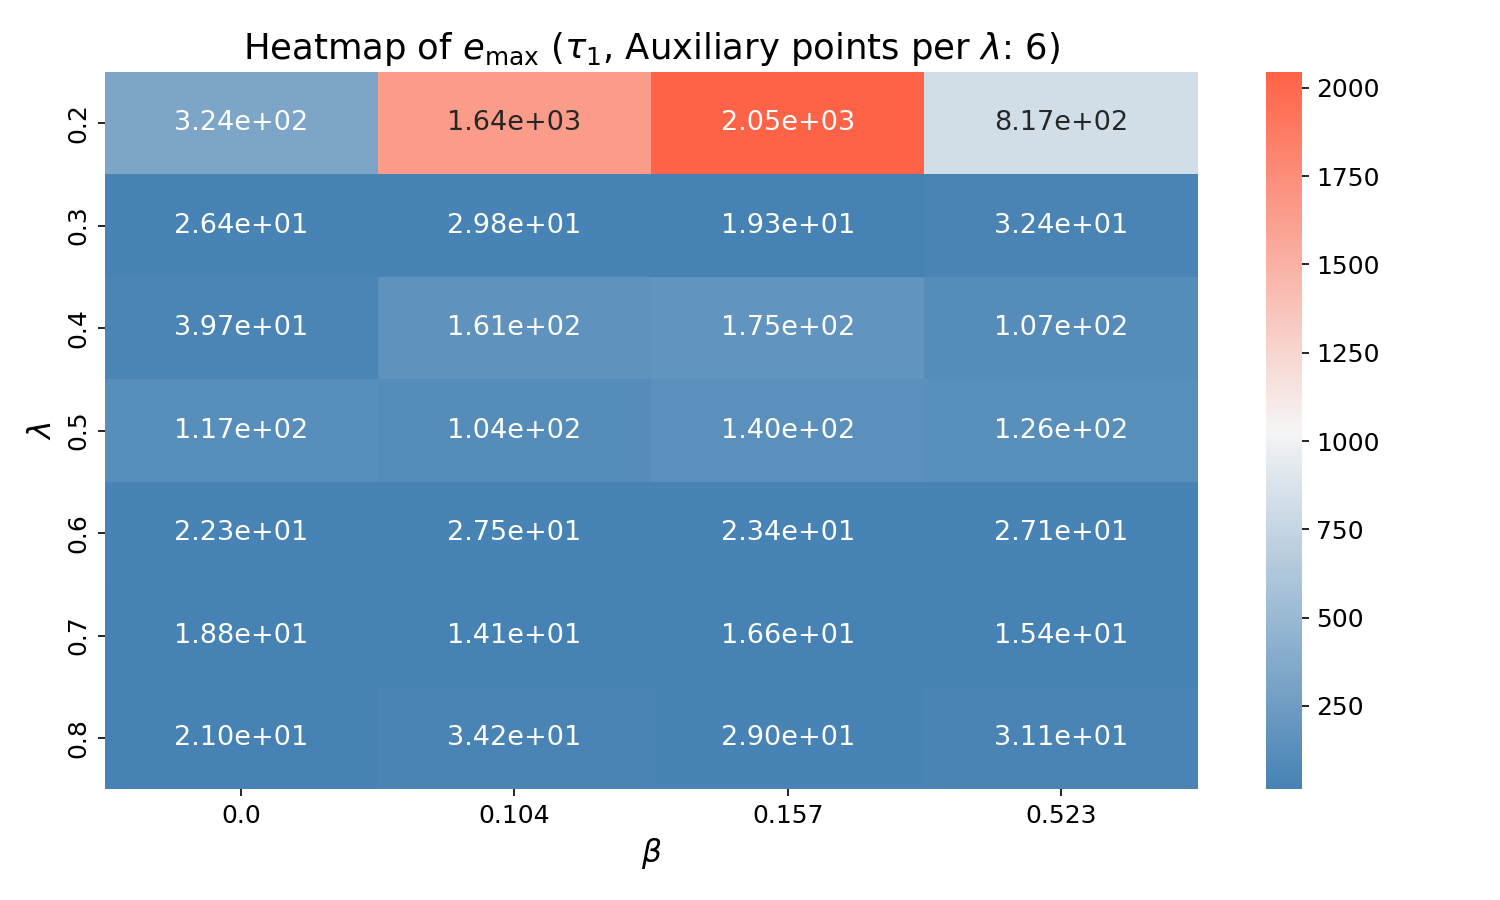 Heatmap of e_max (τ_1, Auxiliary points per λ: 6)
0.2 3.24e+02 1.64e+03 2.05e+03 8.17e+02
0.3 2.64e+01 2.98e+01 1.93e+01 3.24e+01
0.4 3.97e+01 1.61e+02 1.75e+02 1.07e+02
0.5 1.17e+02 1.04e+02 1.40e+02 1.26e+02
0.6 2.23e+01 2.75e+01 2.34e+01 2.71e+01
0.7 1.88e+01 1.41e+01 1.66e+01 1.54e+01
0.8 2.10e+01 3.42e+01 2.90e+01 3.11e+01
λ
0.0 0.104 0.157 0.523
β
2000
1750
1500
1250
1000
750
500
250